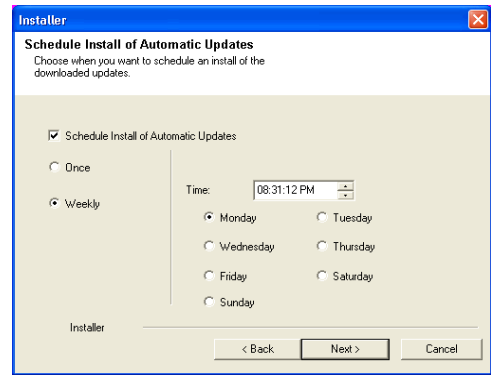 Installer
Schedule Install of Automatic Updates
Choose when you want to schedule an install of the
downloaded updates.
Schedule Install of Automatic Updates
Once
Weekly
Time: 08:31:12 PM
Monday Tuesday
Wednesday Thursday
Friday Saturday
Sunday
Installer
< Back Next > Cancel